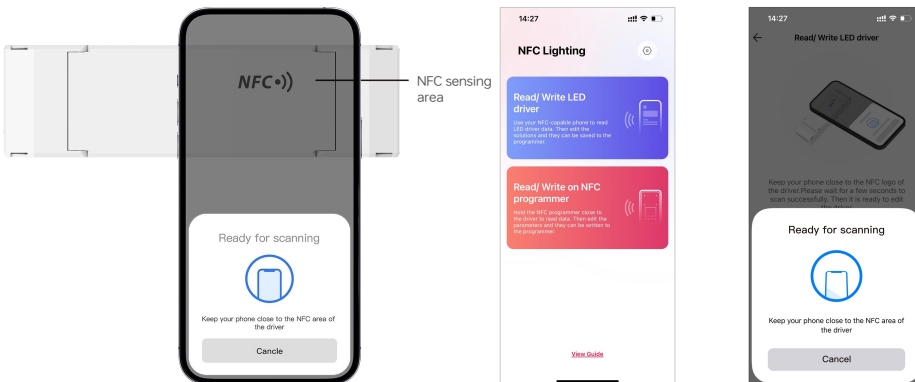 NFC
NFC sensing
area
Ready for scanning
Keep your phone close to the NFC area of
the driver
Cancle
14:27
NFC Lighting
Read/ Write LED
driver
Use your NFC-capable phone to read
LED driver data. Then edit the
solutions and they can be saved to the
programmer.
Read/ Write on NFC
programmer
Hold the NFC programmer close to
the driver to read data. Then edit the
parameters and they can be written to
the programmer.
View Guide
14:27
Read/ Write LED driver
Keep your phone close to the NFC logo of
the driver.Please wait for a few seconds to
scan successfully. Then it is ready to edit
the driver
Ready for scanning
Keep your phone close to the NFC area of
the driver
Cancel